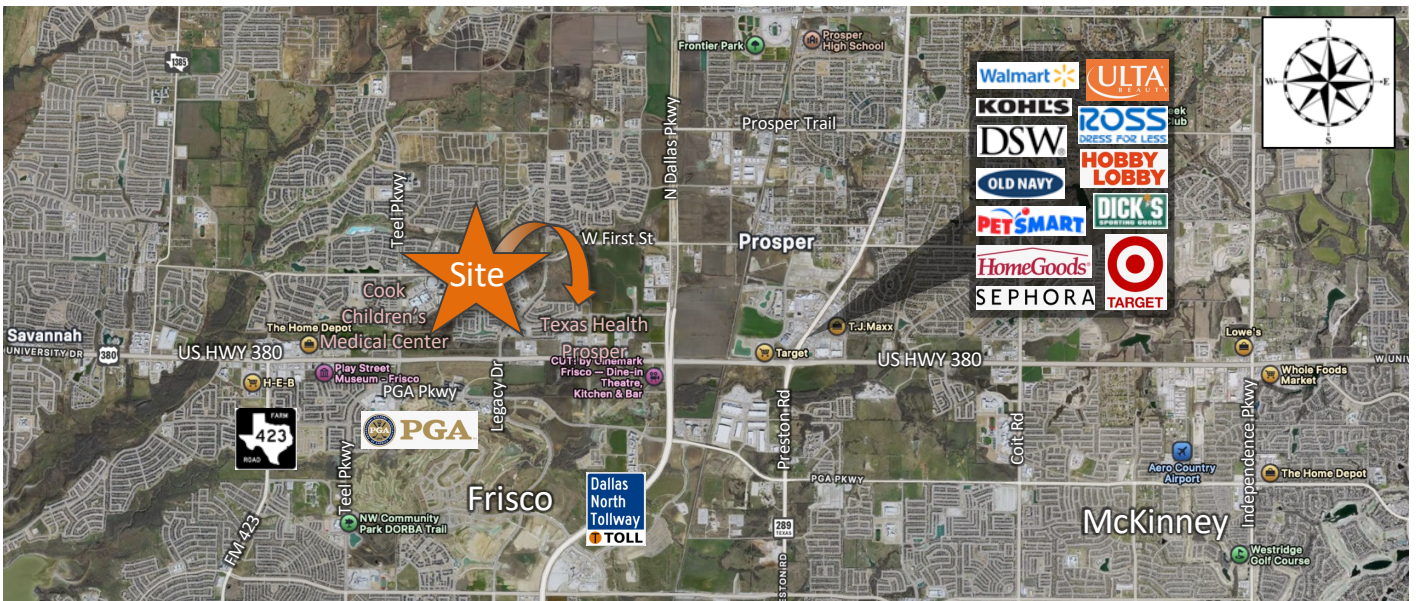 N
W
E
S
1385
Frontier Park
Prosper
High School
Walmart
ULTA
BEAUTY
KOHL'S
ROSS
DRESS FOR LESS
DSW
HOBBY
LOBBY
OLD NAVY
PETSMART
DICK'S
SPORTING GOODS
HomeGoods
SEPHORA
TARGET
Club
Prosper Trail
N Dallas Pkwy
Teel Pkwy
W First St
Prosper
Site
Cook
Children's
Medical Center
Texas Health
Prosper
The Home Depot
Savannah
UNIVERSITY DR
380
US HWY 380
H-E-B
Play Street
Museum - Frisco
PGA Pkwy
Legacy Dr
CUT! by Cinemark
Frisco — Dine-in
Theatre,
Kitchen & Bar
T.J.Maxx
Target
US HWY 380
Lowe's
W UNIV
Whole Foods
Market
FARM
423
ROAD
PGA
PGA
Teel Pkwy
Preston Rd
Coit Rd
Independence Pkwy
PGA PKWY
Aero Country
Airport
The Home Depot
Frisco
Dallas
North
Tollway
TOLL
NW Community
Park DORBA Trail
FM 423
289
TEXAS
ESTON RD
McKinney
Westridge
Golf Course